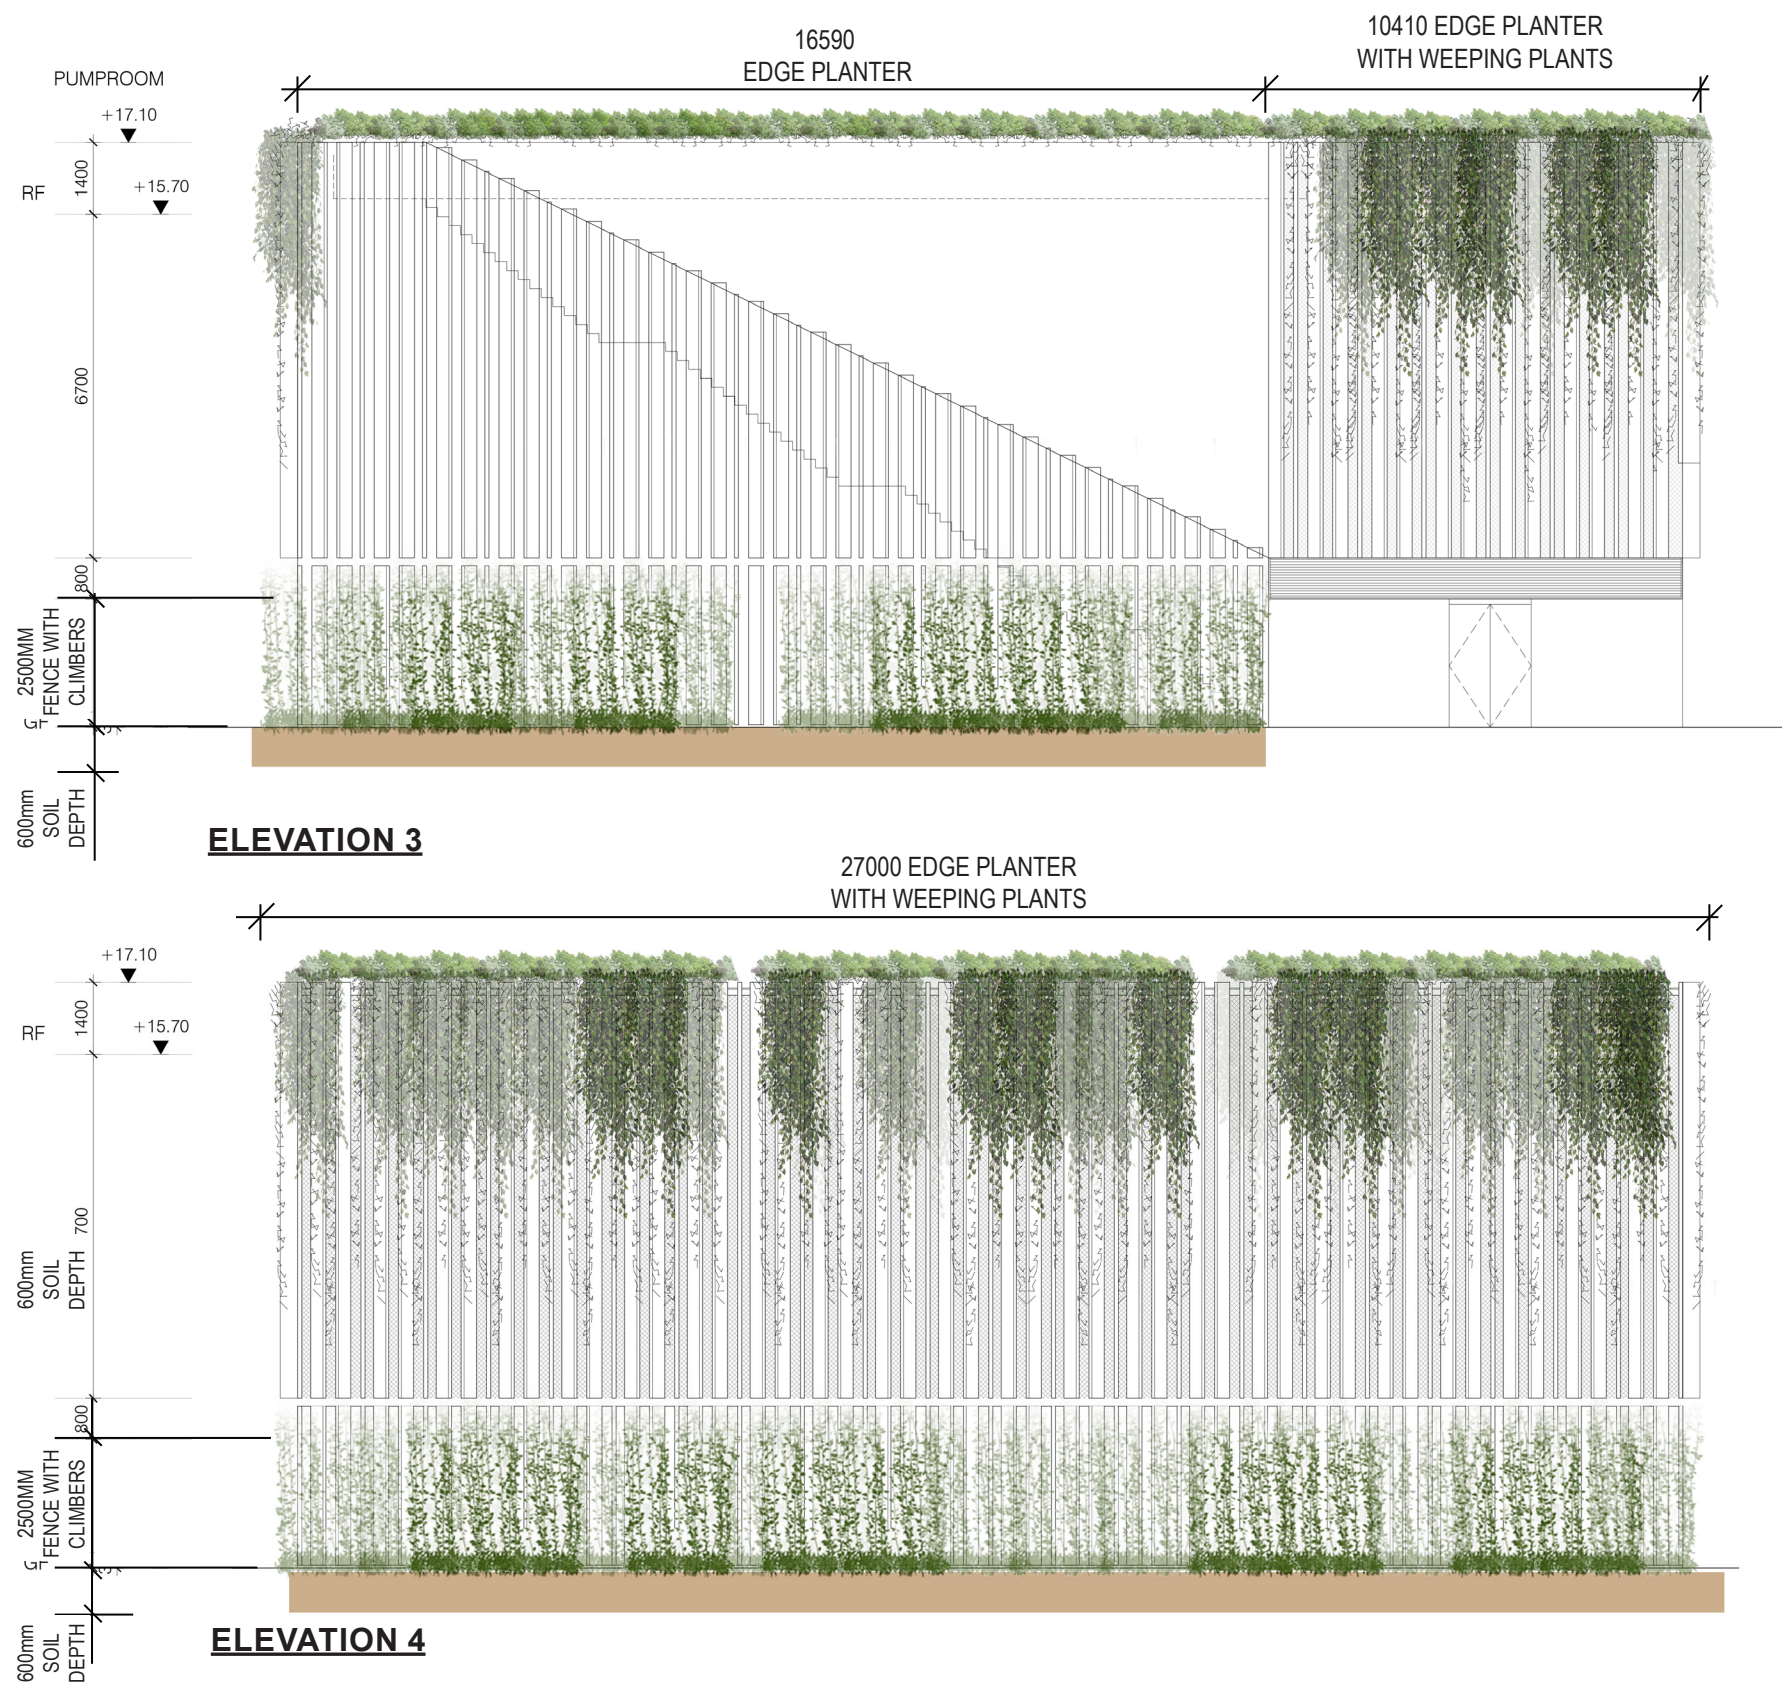 16590
EDGE PLANTER
10410 EDGE PLANTER
WITH WEEPING PLANTS
PUMPROOM
+17.10
1400
RF
+15.70
6700
800
2500MM
FENCE WITH
CLIMBERS
GF
600mm
SOIL
DEPTH
ELEVATION 3
27000 EDGE PLANTER
WITH WEEPING PLANTS
+17.10
1400
RF
+15.70
700
600mm
SOIL
DEPTH
800
2500MM
FENCE WITH
CLIMBERS
GF
600mm
SOIL
DEPTH
ELEVATION 4